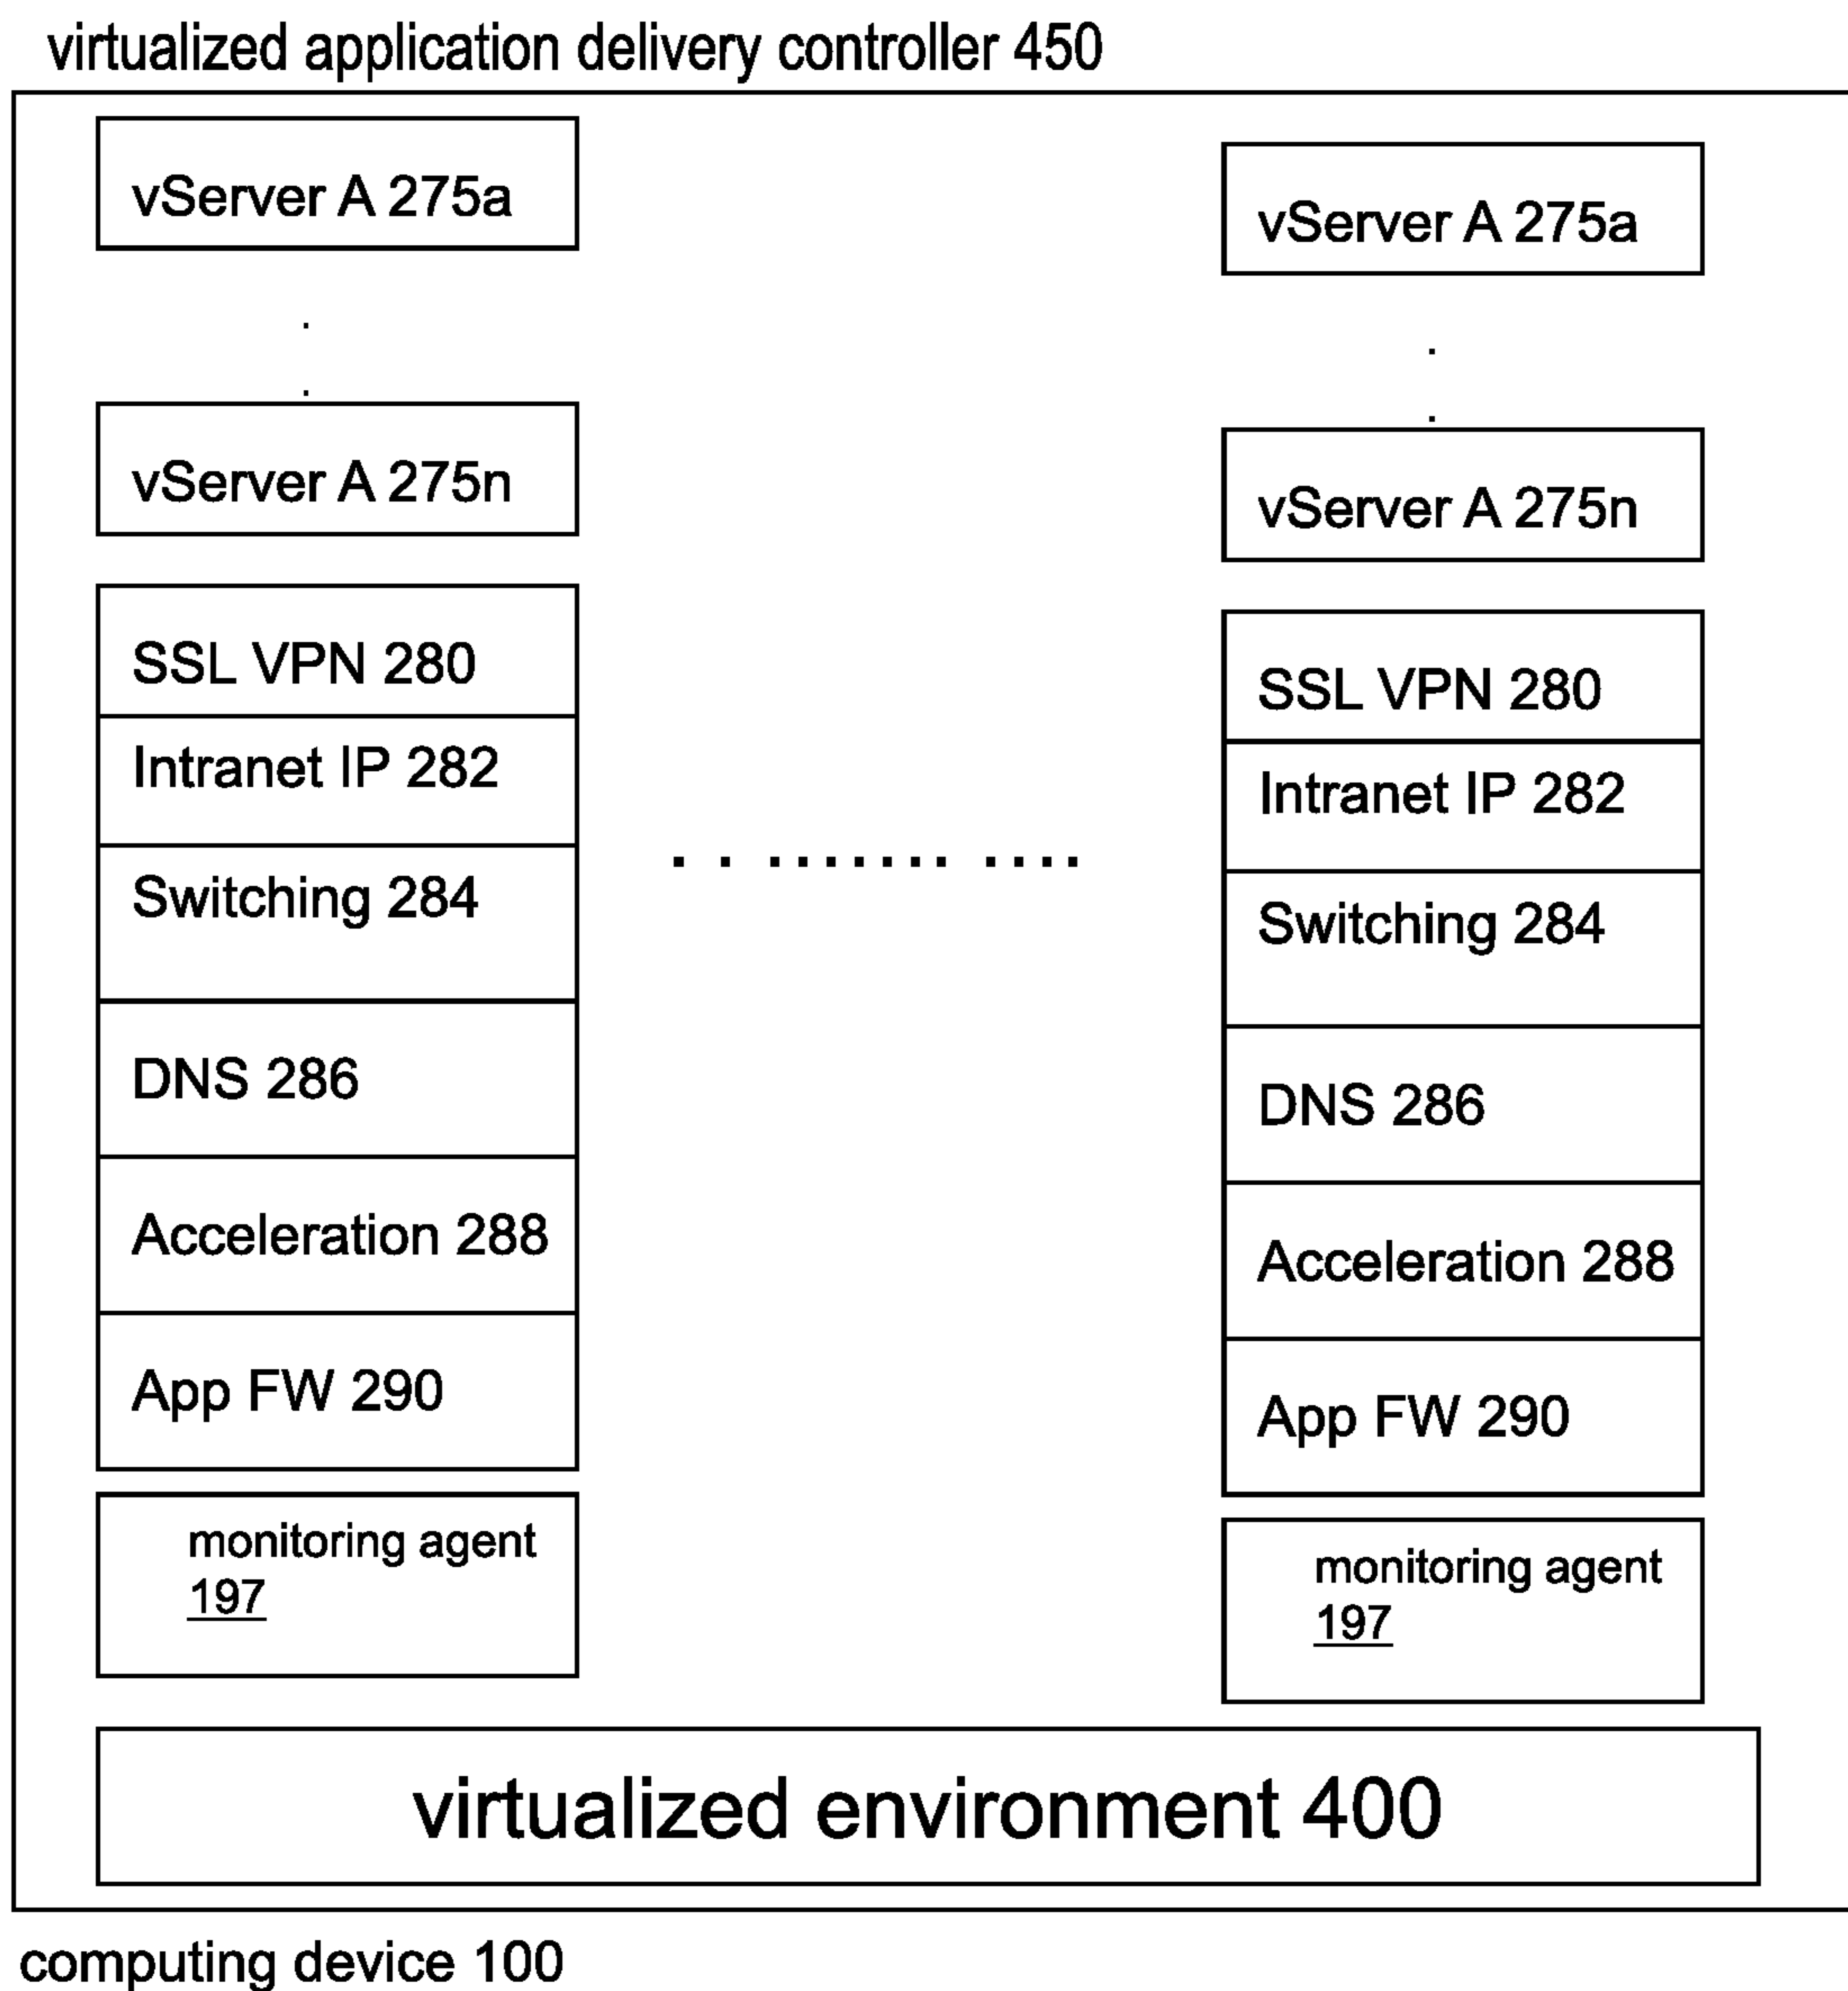 virtualized application delivery controller 450
vServer A 275a
vServer A 275n
SSL VPN 280
Intranet IP 282
Switching 284
DNS 286
Acceleration 288
App FW 290
monitoring agent
197
vServer A 275a
vServer A 275n
SSL VPN 280
Intranet IP 282
Switching 284
DNS 286
Acceleration 288
App FW 290
monitoring agent
197
virtualized environment 400
computing device 100